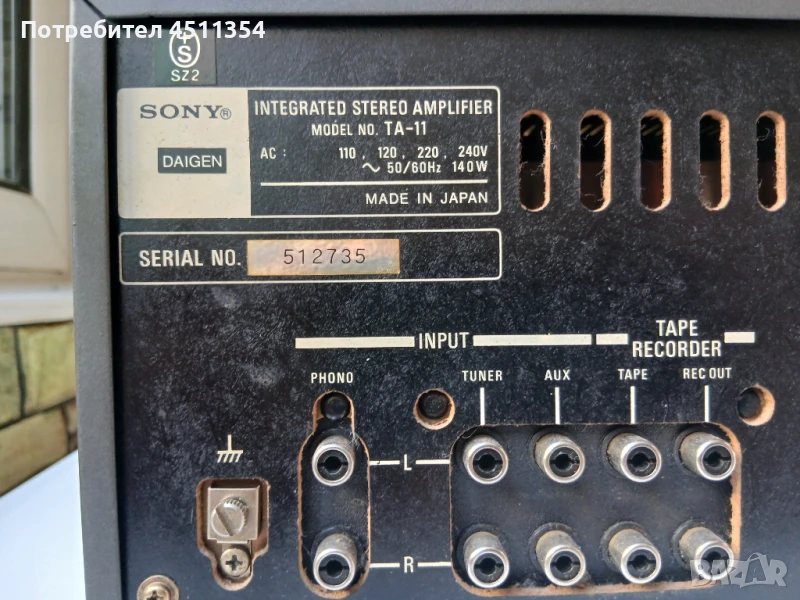 Потребител 4511354
+
S
SZ2
SONY®
DAIGEN
INTEGRATED STEREO AMPLIFIER
MODEL NO. TA-11
AC : 110 , 120 , 220 , 240V
~ 50/60Hz 140W
MADE IN JAPAN
SERIAL NO. 512735
INPUT
TAPE
RECORDER
PHONO
TUNER
AUX
TAPE
REC OUT
L
R
BAZAR